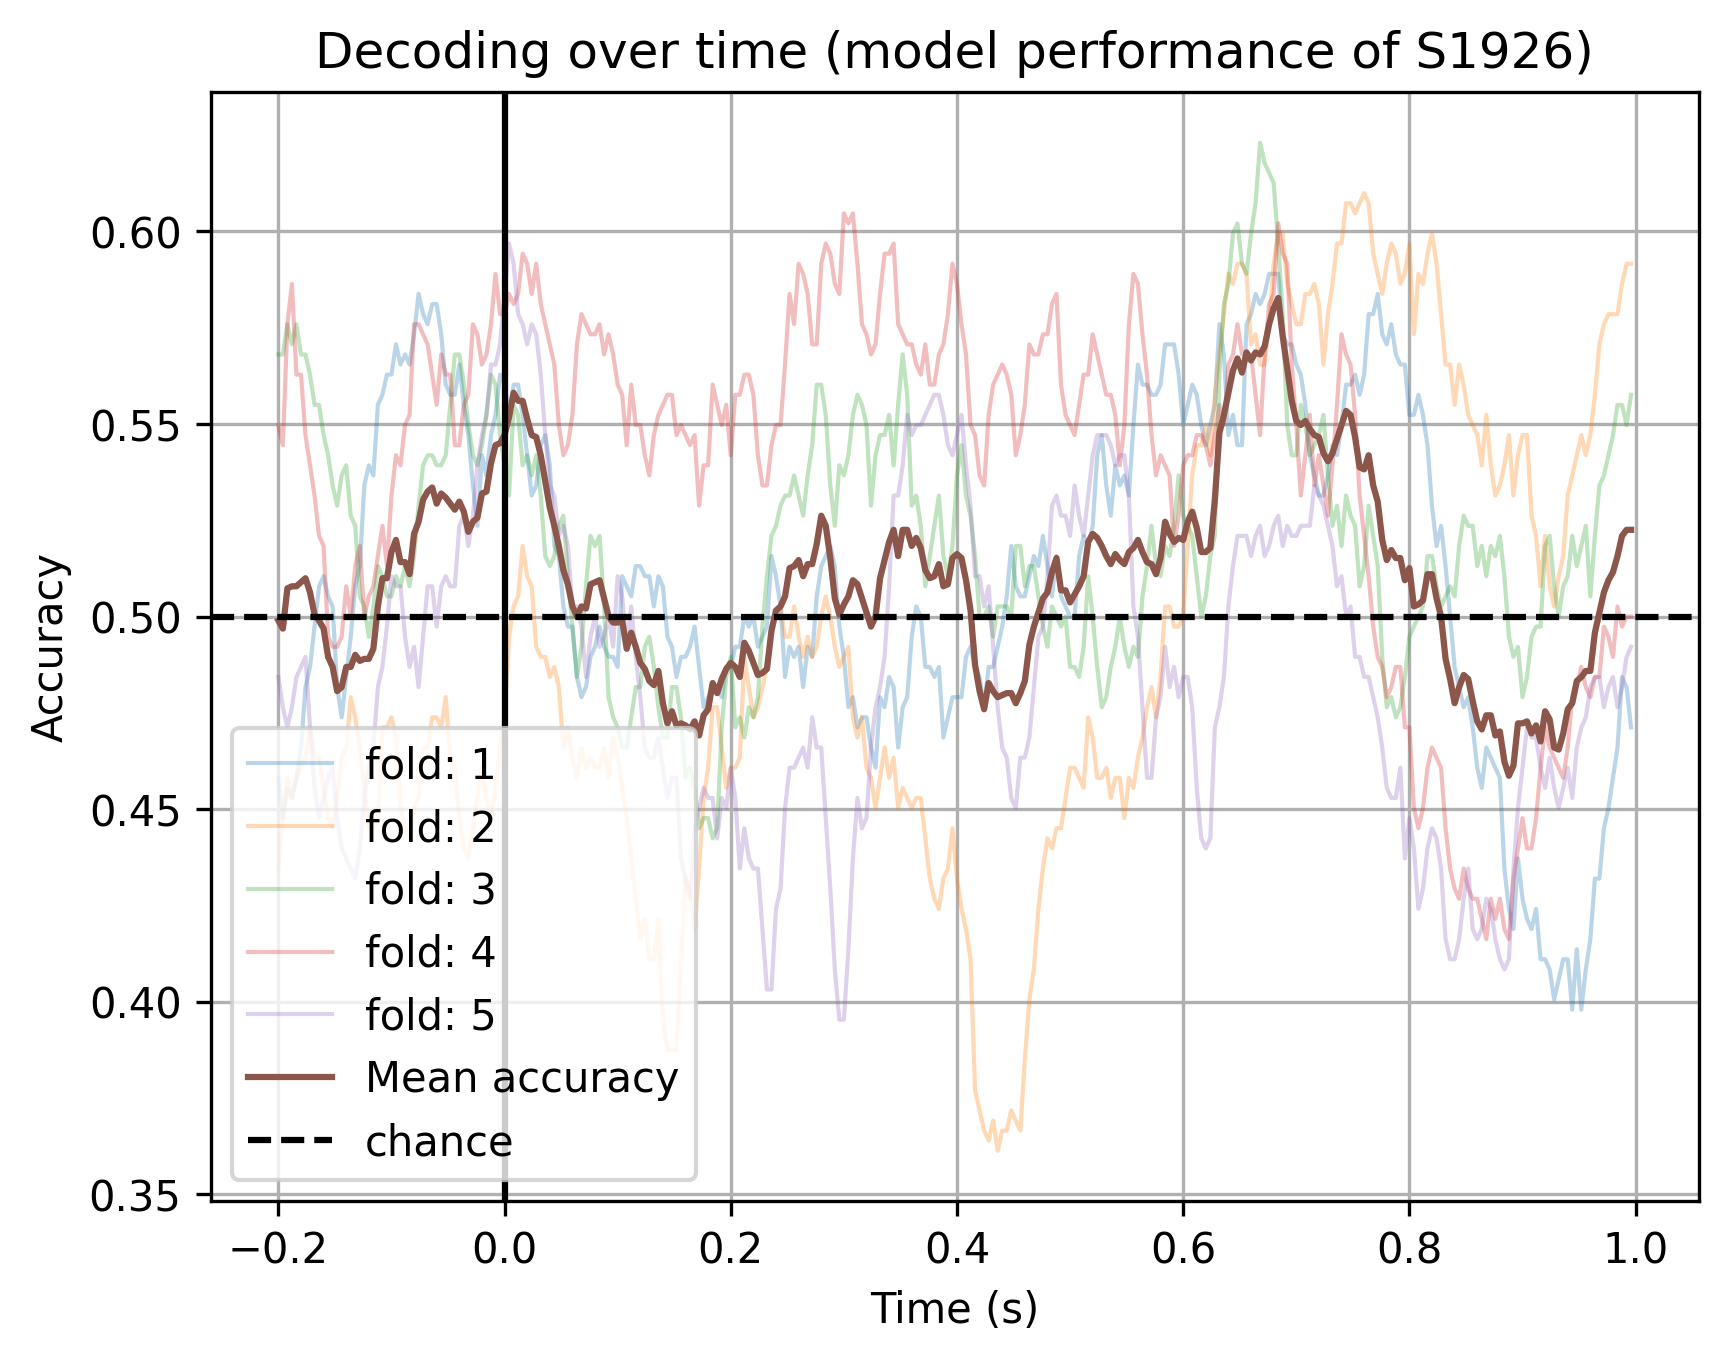 Decoding over time (model performance of S1926)
Accuracy
0.60
0.55
0.50
0.45
0.40
0.35
fold: 1
fold: 2
fold: 3
fold: 4
fold: 5
Mean accuracy
chance
−0.2 0.0 0.2 0.4 0.6 0.8 1.0
Time (s)